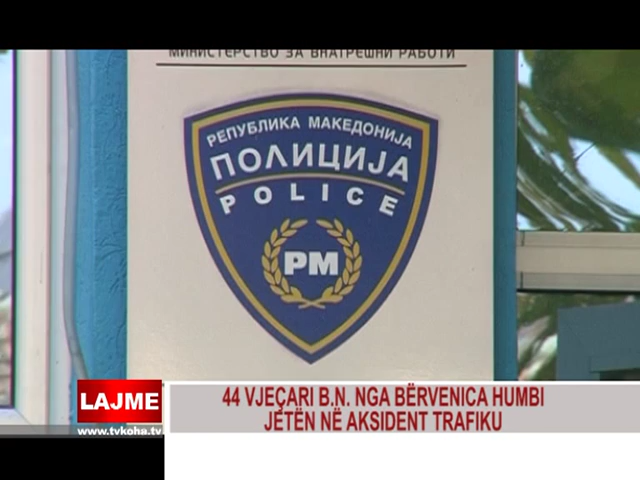 МИНИСТЕРСТВО ЗА ВНАТРЕШНИ РАБОТИ
РЕПУБЛИКА МАКЕДОНИЈА
ПОЛИЦИЈА
POLICE
РМ
LAJME
www.tvkoha.tv
44 VJEÇARI B.N. NGA BËRVENICA HUMBI
JETËN NË AKSIDENT TRAFIKU